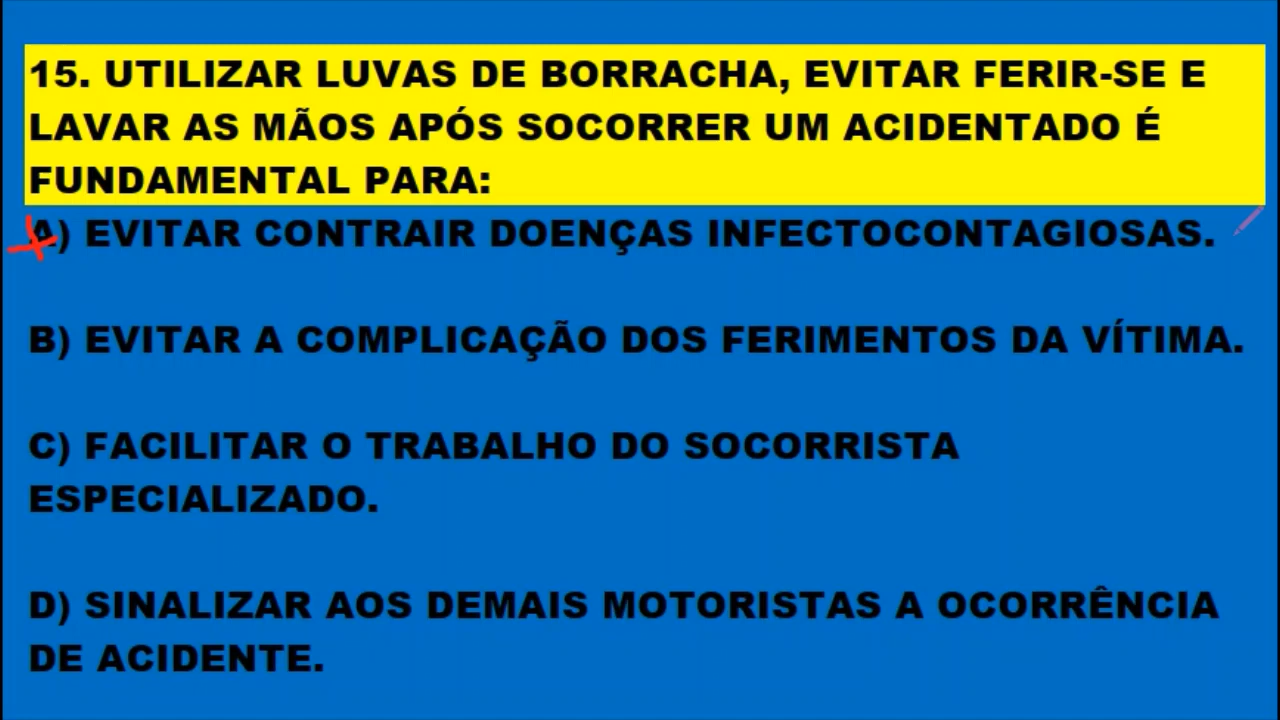 15. UTILIZAR LUVAS DE BORRACHA, EVITAR FERIR-SE E
LAVAR AS MÃOS APÓS SOCORRER UM ACIDENTADO É
FUNDAMENTAL PARA:
A) EVITAR CONTRAIR DOENÇAS INFECTOCONTAGIOSAS.
B) EVITAR A COMPLICAÇÃO DOS FERIMENTOS DA VÍTIMA.
C) FACILITAR O TRABALHO DO SOCORRISTA
ESPECIALIZADO.
D) SINALIZAR AOS DEMAIS MOTORISTAS A OCORRÊNCIA
DE ACIDENTE.